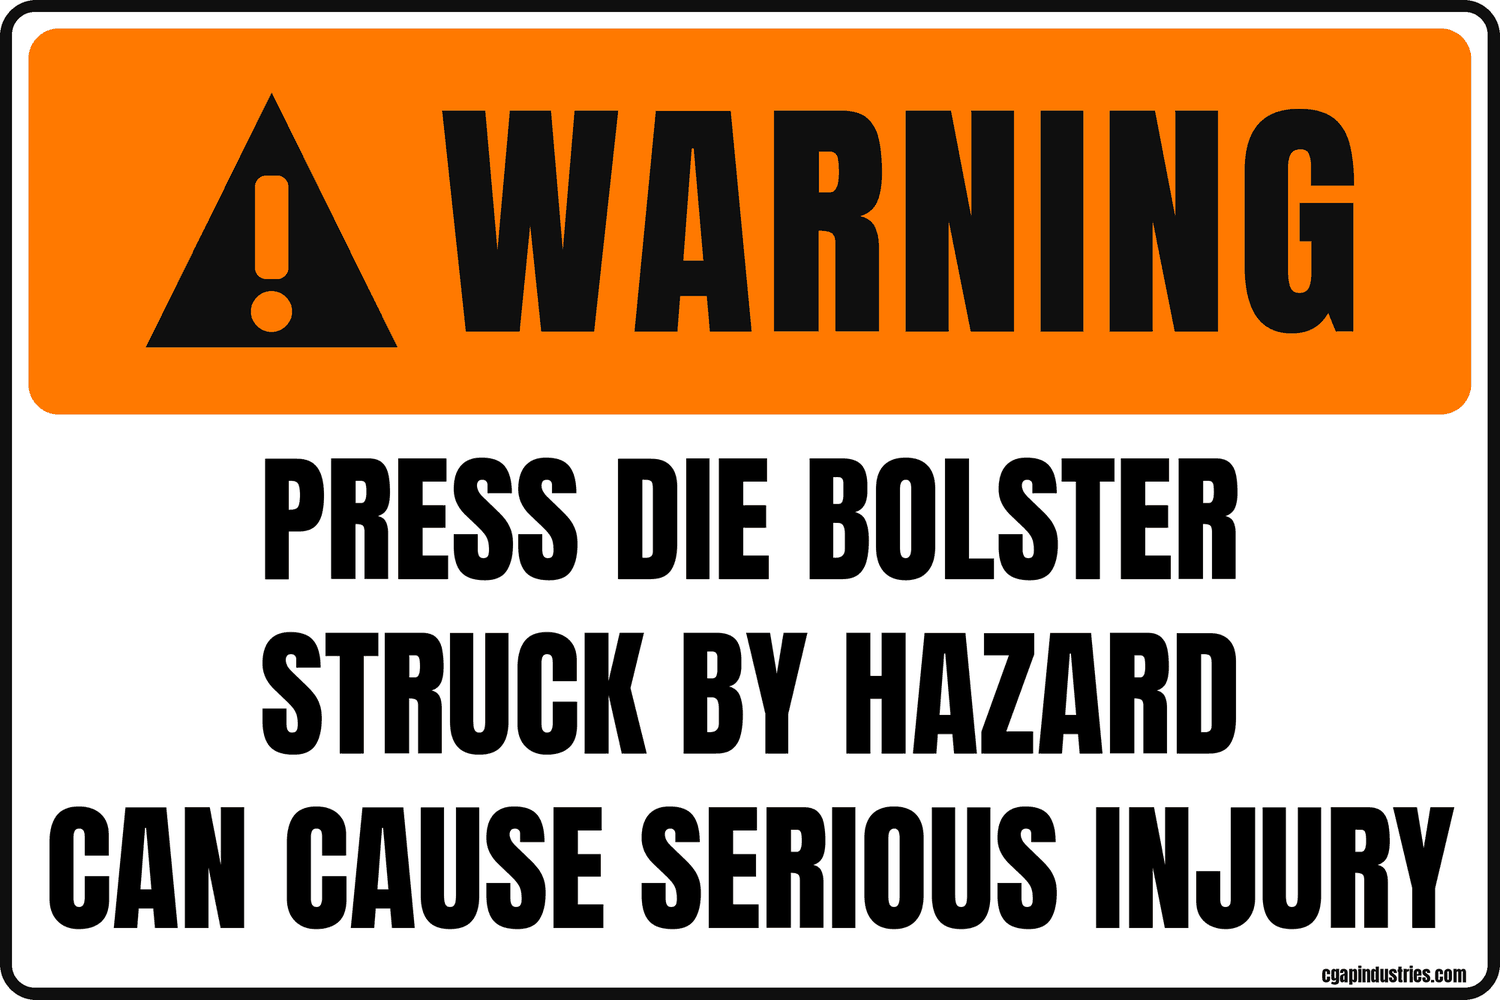 WARNING
PRESS DIE BOLSTER
STRUCK BY HAZARD
CAN CAUSE SERIOUS INJURY
cgapindustries.com